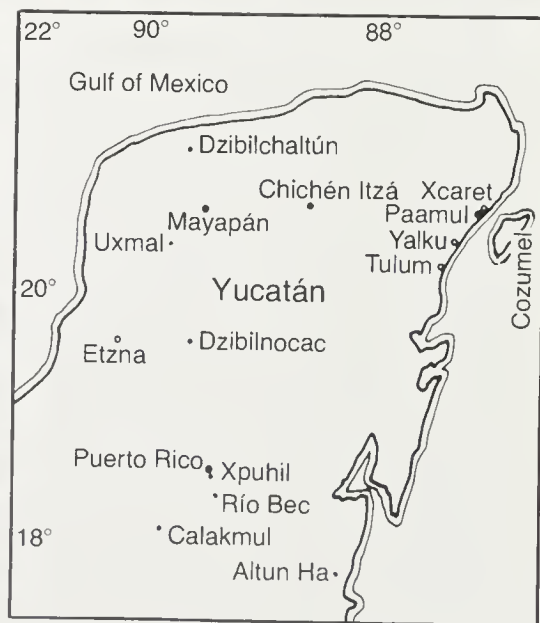 22° 90° 88°
Gulf of Mexico
Dzibilchaltún
Chichén Itzá Xcaret
Mayapán Paamul
Uxmal Yalku
Tulum
Cozumel
20° Yucatán
Etzna Dzibilnocac
Puerto Rico Xpuhil
Río Bec
18° Calakmul
Altun Ha